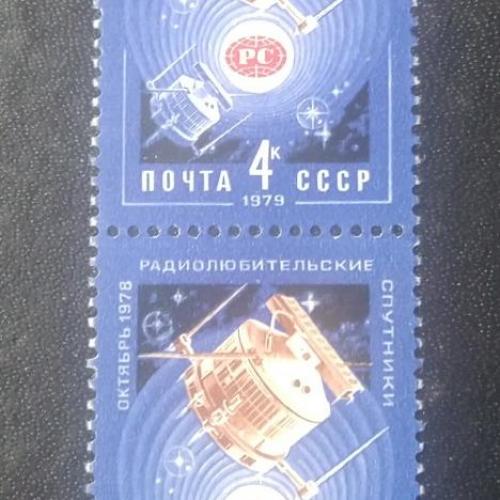 РС
4к
ПОЧТА СССР
1979
РАДИОЛЮБИТЕЛЬСКИЕ
СПУТНИКИ
ОКТЯБРЬ 1978